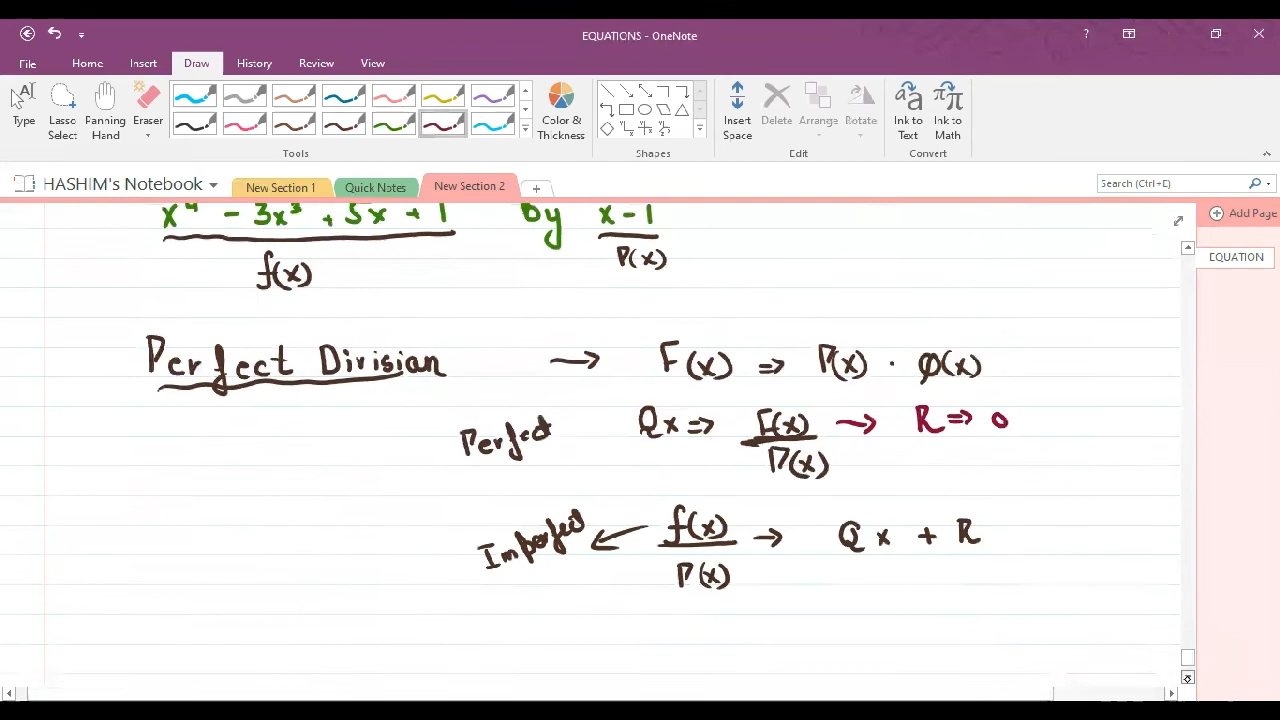 EQUATIONS - OneNote
?
File Home Insert Draw History Review View
Type
Lasso Select
Panning Hand
Eraser
Color & Thickness
Insert Space
Delete
Arrange
Rotate
Ink to Text
Ink to Math
Tools
Shapes
Edit
Convert
HASHIM's Notebook
New Section 1
Quick Notes
New Section 2
Search (Ctrl+E)
Add Page
EQUATION
x⁴ - 3x³ + 5x + 1 by x - 1
f(x) P(x)
Perfect Division → F(x) ⇒ P(x) · φ(x)
Perfect Qx ⇒ F(x)/P(x) → R ⇒ 0
Imperfect ← f(x)/P(x) → Qx + R